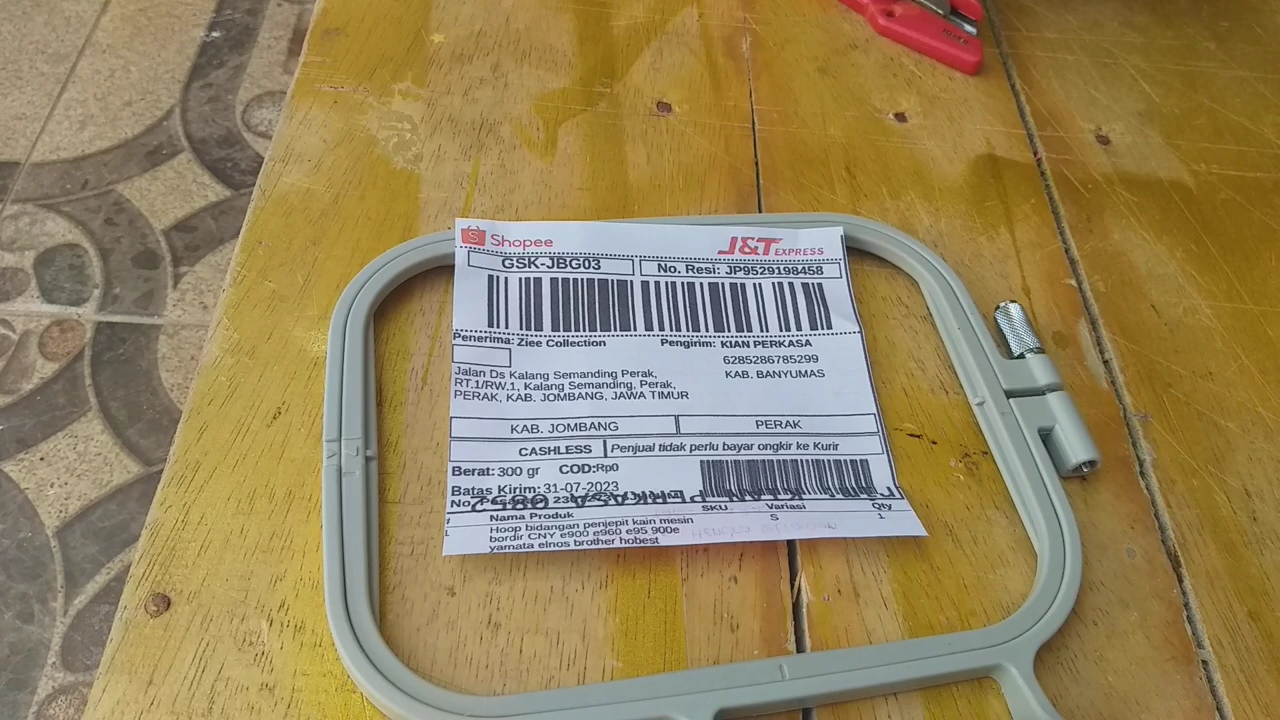 Shopee
J&T EXPRESS
GSK-JBG03
No. Resi: JP9529198458
Penerima: Ziee Collection
Pengirim: KIAN PERKASA
6285286785299
KAB. BANYUMAS
Jalan Ds Kalang Semanding Perak,
RT.1/RW.1, Kalang Semanding, Perak,
PERAK, KAB. JOMBANG, JAWA TIMUR
KAB. JOMBANG
PERAK
CASHLESS
Penjual tidak perlu bayar ongkir ke Kurir
Berat: 300 gr
COD:Rp0
Batas Kirim: 31-07-2023
# Nama Produk
SKU
Variasi
Qty
Hoop bidangan penjepit kain mesin
bordir CNY e900 e960 e95 900e
yamata elnos brother hobest
S
1